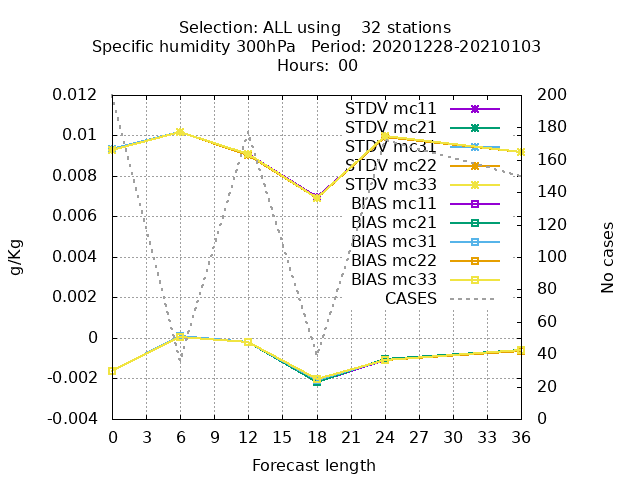 Selection: ALL using    32 stations
Specific humidity 300hPa   Period: 20201228-20210103
Hours: 00
0.012
0.01
0.008
0.006
0.004
0.002
0
-0.002
-0.004
g/Kg
STDV mc11
STDV mc21
STDV mc31
STDV mc22
STDV mc33
BIAS mc11
BIAS mc21
BIAS mc31
BIAS mc22
BIAS mc33
CASES
200
180
160
140
120
100
80
60
40
20
0
No cases
0 3 6 9 12 15 18 21 24 27 30 33 36
Forecast length